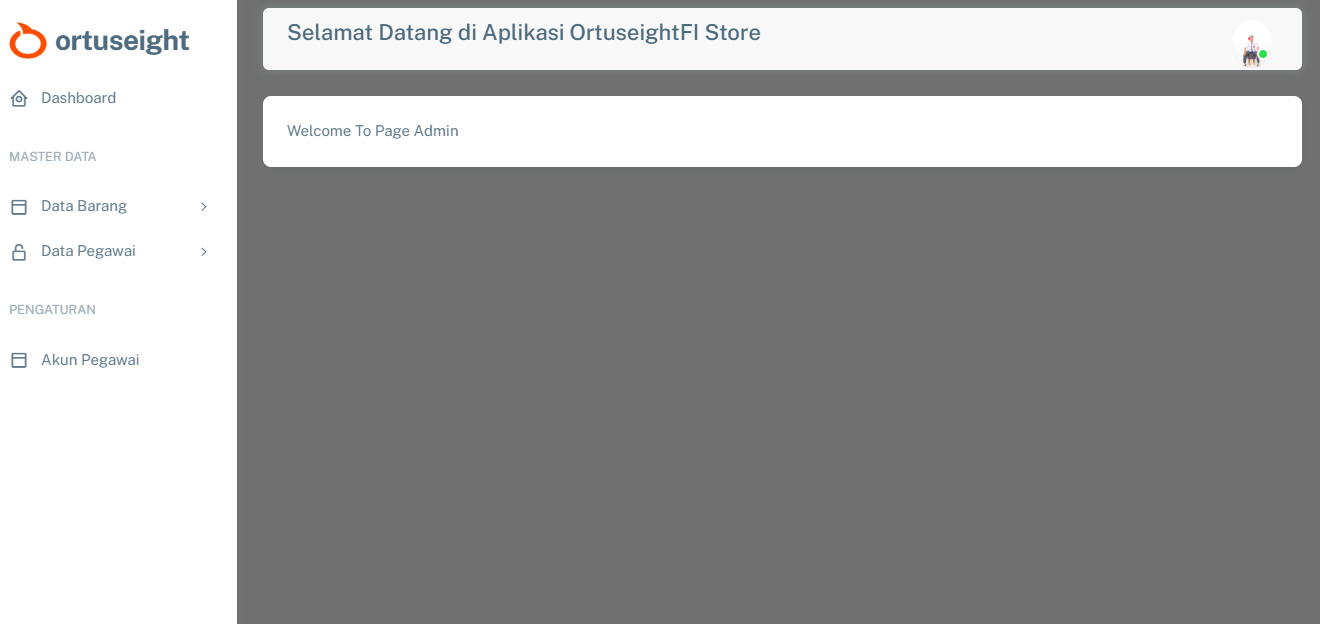 ortuseight
Dashboard
MASTER DATA
Data Barang
Data Pegawai
PENGATURAN
Akun Pegawai
Selamat Datang di Aplikasi OrtuseightFI Store
Welcome To Page Admin